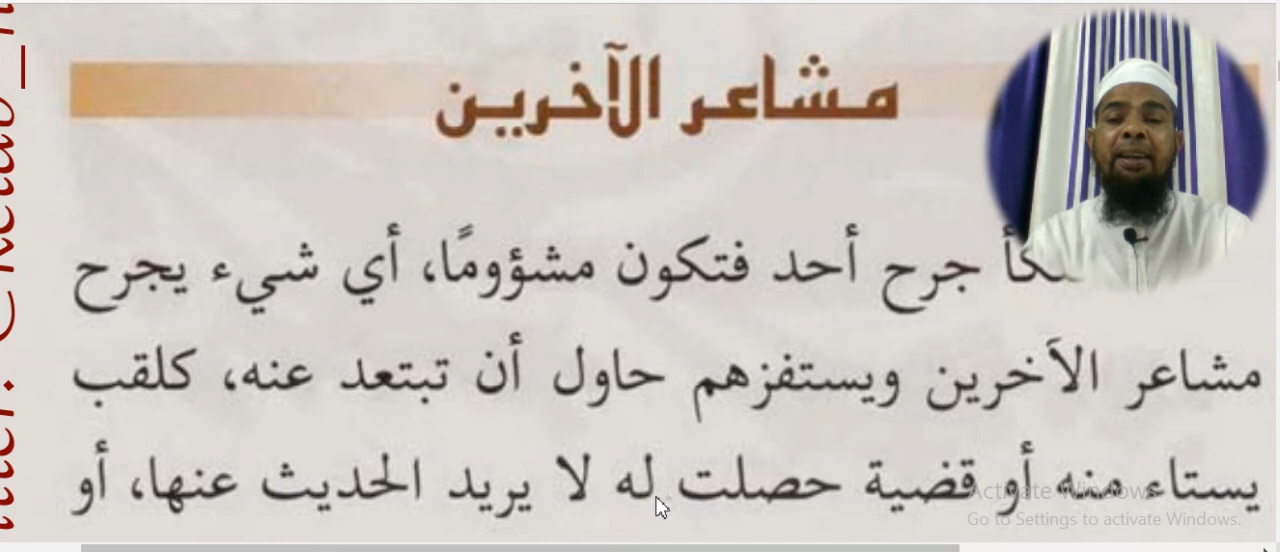 مشاعر الآخرين
جرح أحد فتكون مشؤومًا، أي شيء يجرح
مشاعر الآخرين ويستفزهم حاول أن تبتعد عنه، كلقب
يستاء منه أو قضية حصلت له لا يريد الحديث عنها، أو
Activate Windows
Go to Settings to activate Windows.